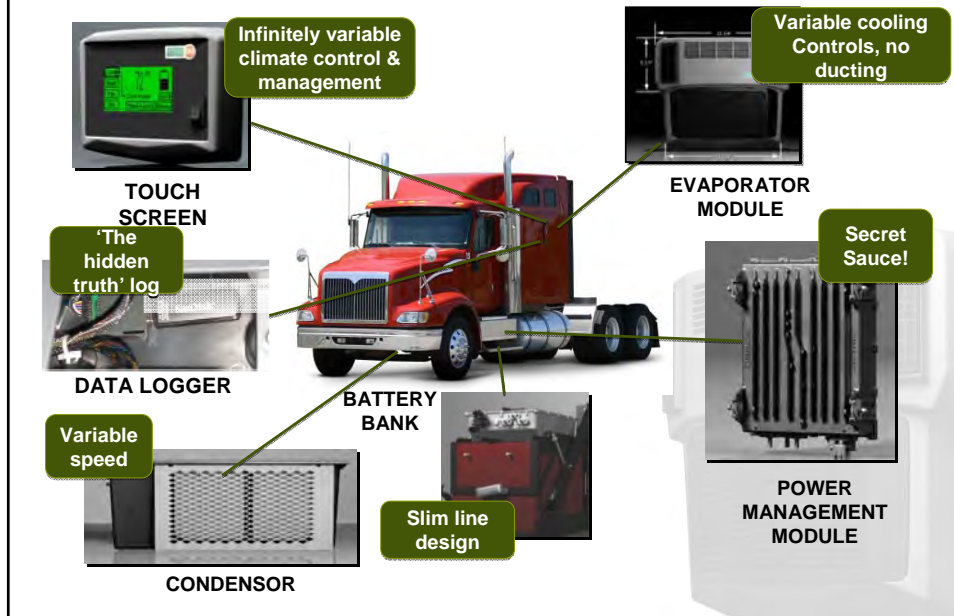 Infinitely variable
climate control &
management
TOUCH
SCREEN
Variable cooling
Controls, no
ducting
EVAPORATOR
MODULE
'The
hidden
truth' log
DATA LOGGER
Secret
Sauce!
POWER
MANAGEMENT
MODULE
BATTERY
BANK
Slim line
design
Variable
speed
CONDENSOR